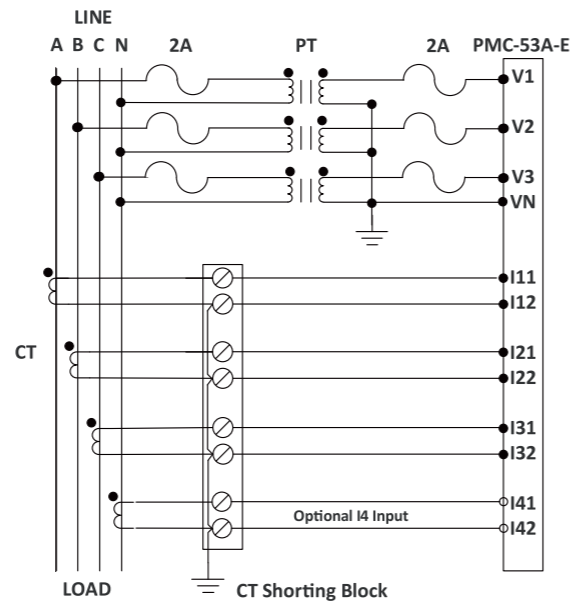 LINE
A B C N 2A PT 2A PMC-53A-E
V1
V2
V3
VN
I11
I12
CT
I21
I22
I31
I32
I41
Optional I4 Input
I42
LOAD
CT Shorting Block